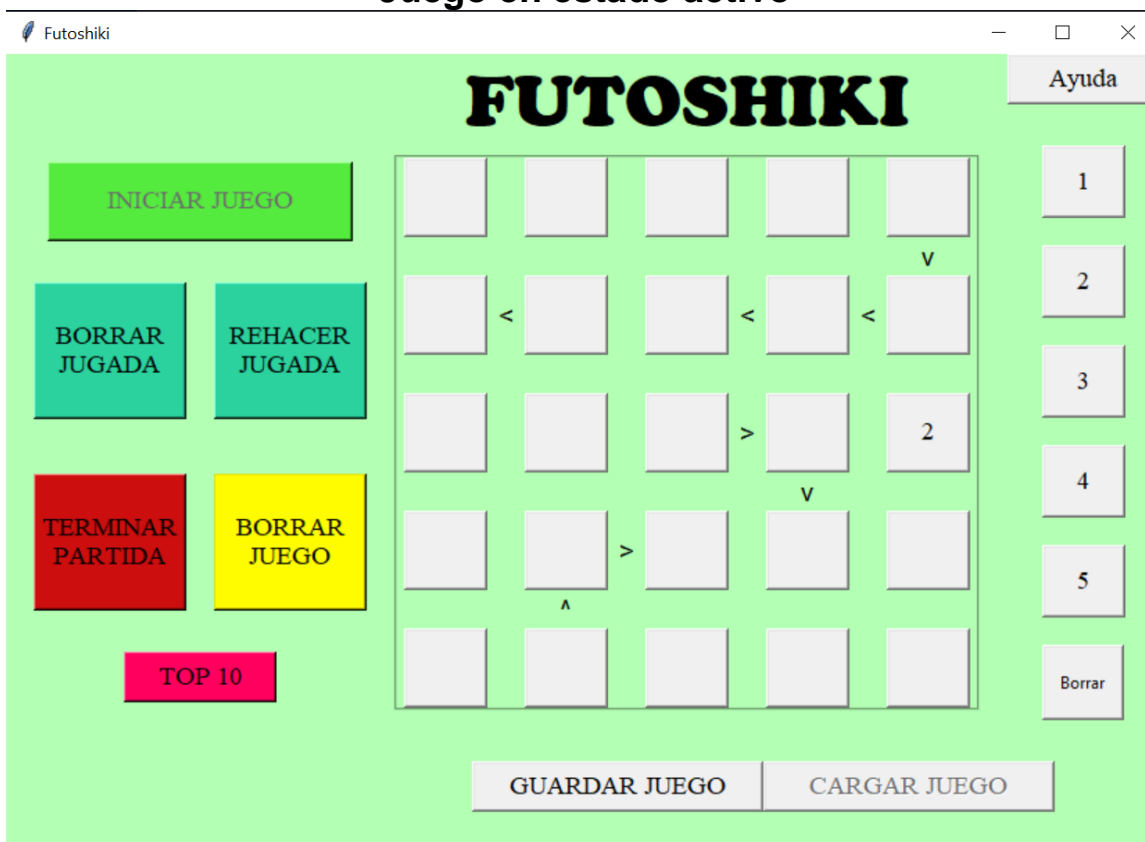 Juego en estado activo
Futoshiki
Ayuda
FUTOSHIKI
INICIAR JUEGO
BORRAR
JUGADA
REHACER
JUGADA
TERMINAR
PARTIDA
BORRAR
JUEGO
TOP 10
v
< < <
> 2
v
>
^
1
2
3
4
5
Borrar
GUARDAR JUEGO
CARGAR JUEGO